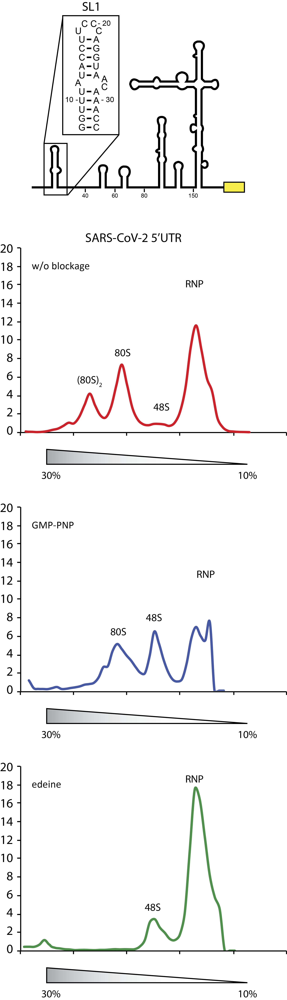 SL1
C C - 20
U C
U - A
C - G
C - G
A - U
U - A
A A
C
U A
10 - U - A - 30
U - A
G - C
G - C
40 60 80 150
SARS-CoV-2 5’UTR
20
18 w/o blockage
16 RNP
14
12
10
8 80S
6 (80S)2
4
2 48S
0
30% 10%
20
18 GMP-PNP
16
14
12 RNP
10
8 48S
6 80S
4
2
0
30% 10%
20
18 edeine RNP
16
14
12
10
8
6
4 48S
2
0
30% 10%